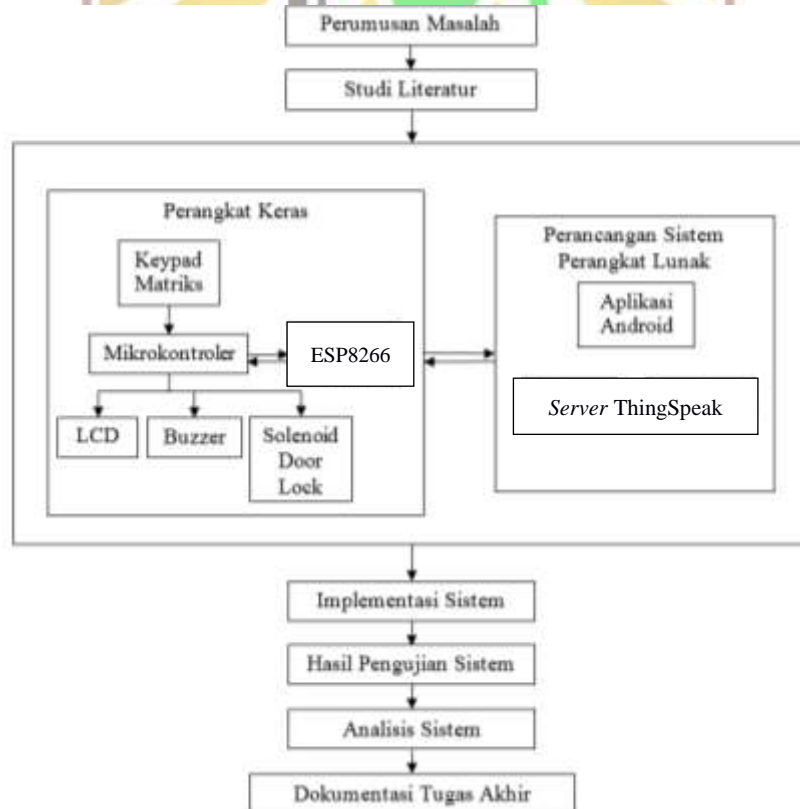 Perumusan Masalah
Studi Literatur
Perangkat Keras
Keypad
Matriks
Mikrokontroler
ESP8266
LCD
Buzzer
Solenoid
Door
Lock
Perancangan Sistem
Perangkat Lunak
Aplikasi
Android
Server ThingSpeak
Implementasi Sistem
Hasil Pengujian Sistem
Analisis Sistem
Dokumentasi Tugas Akhir